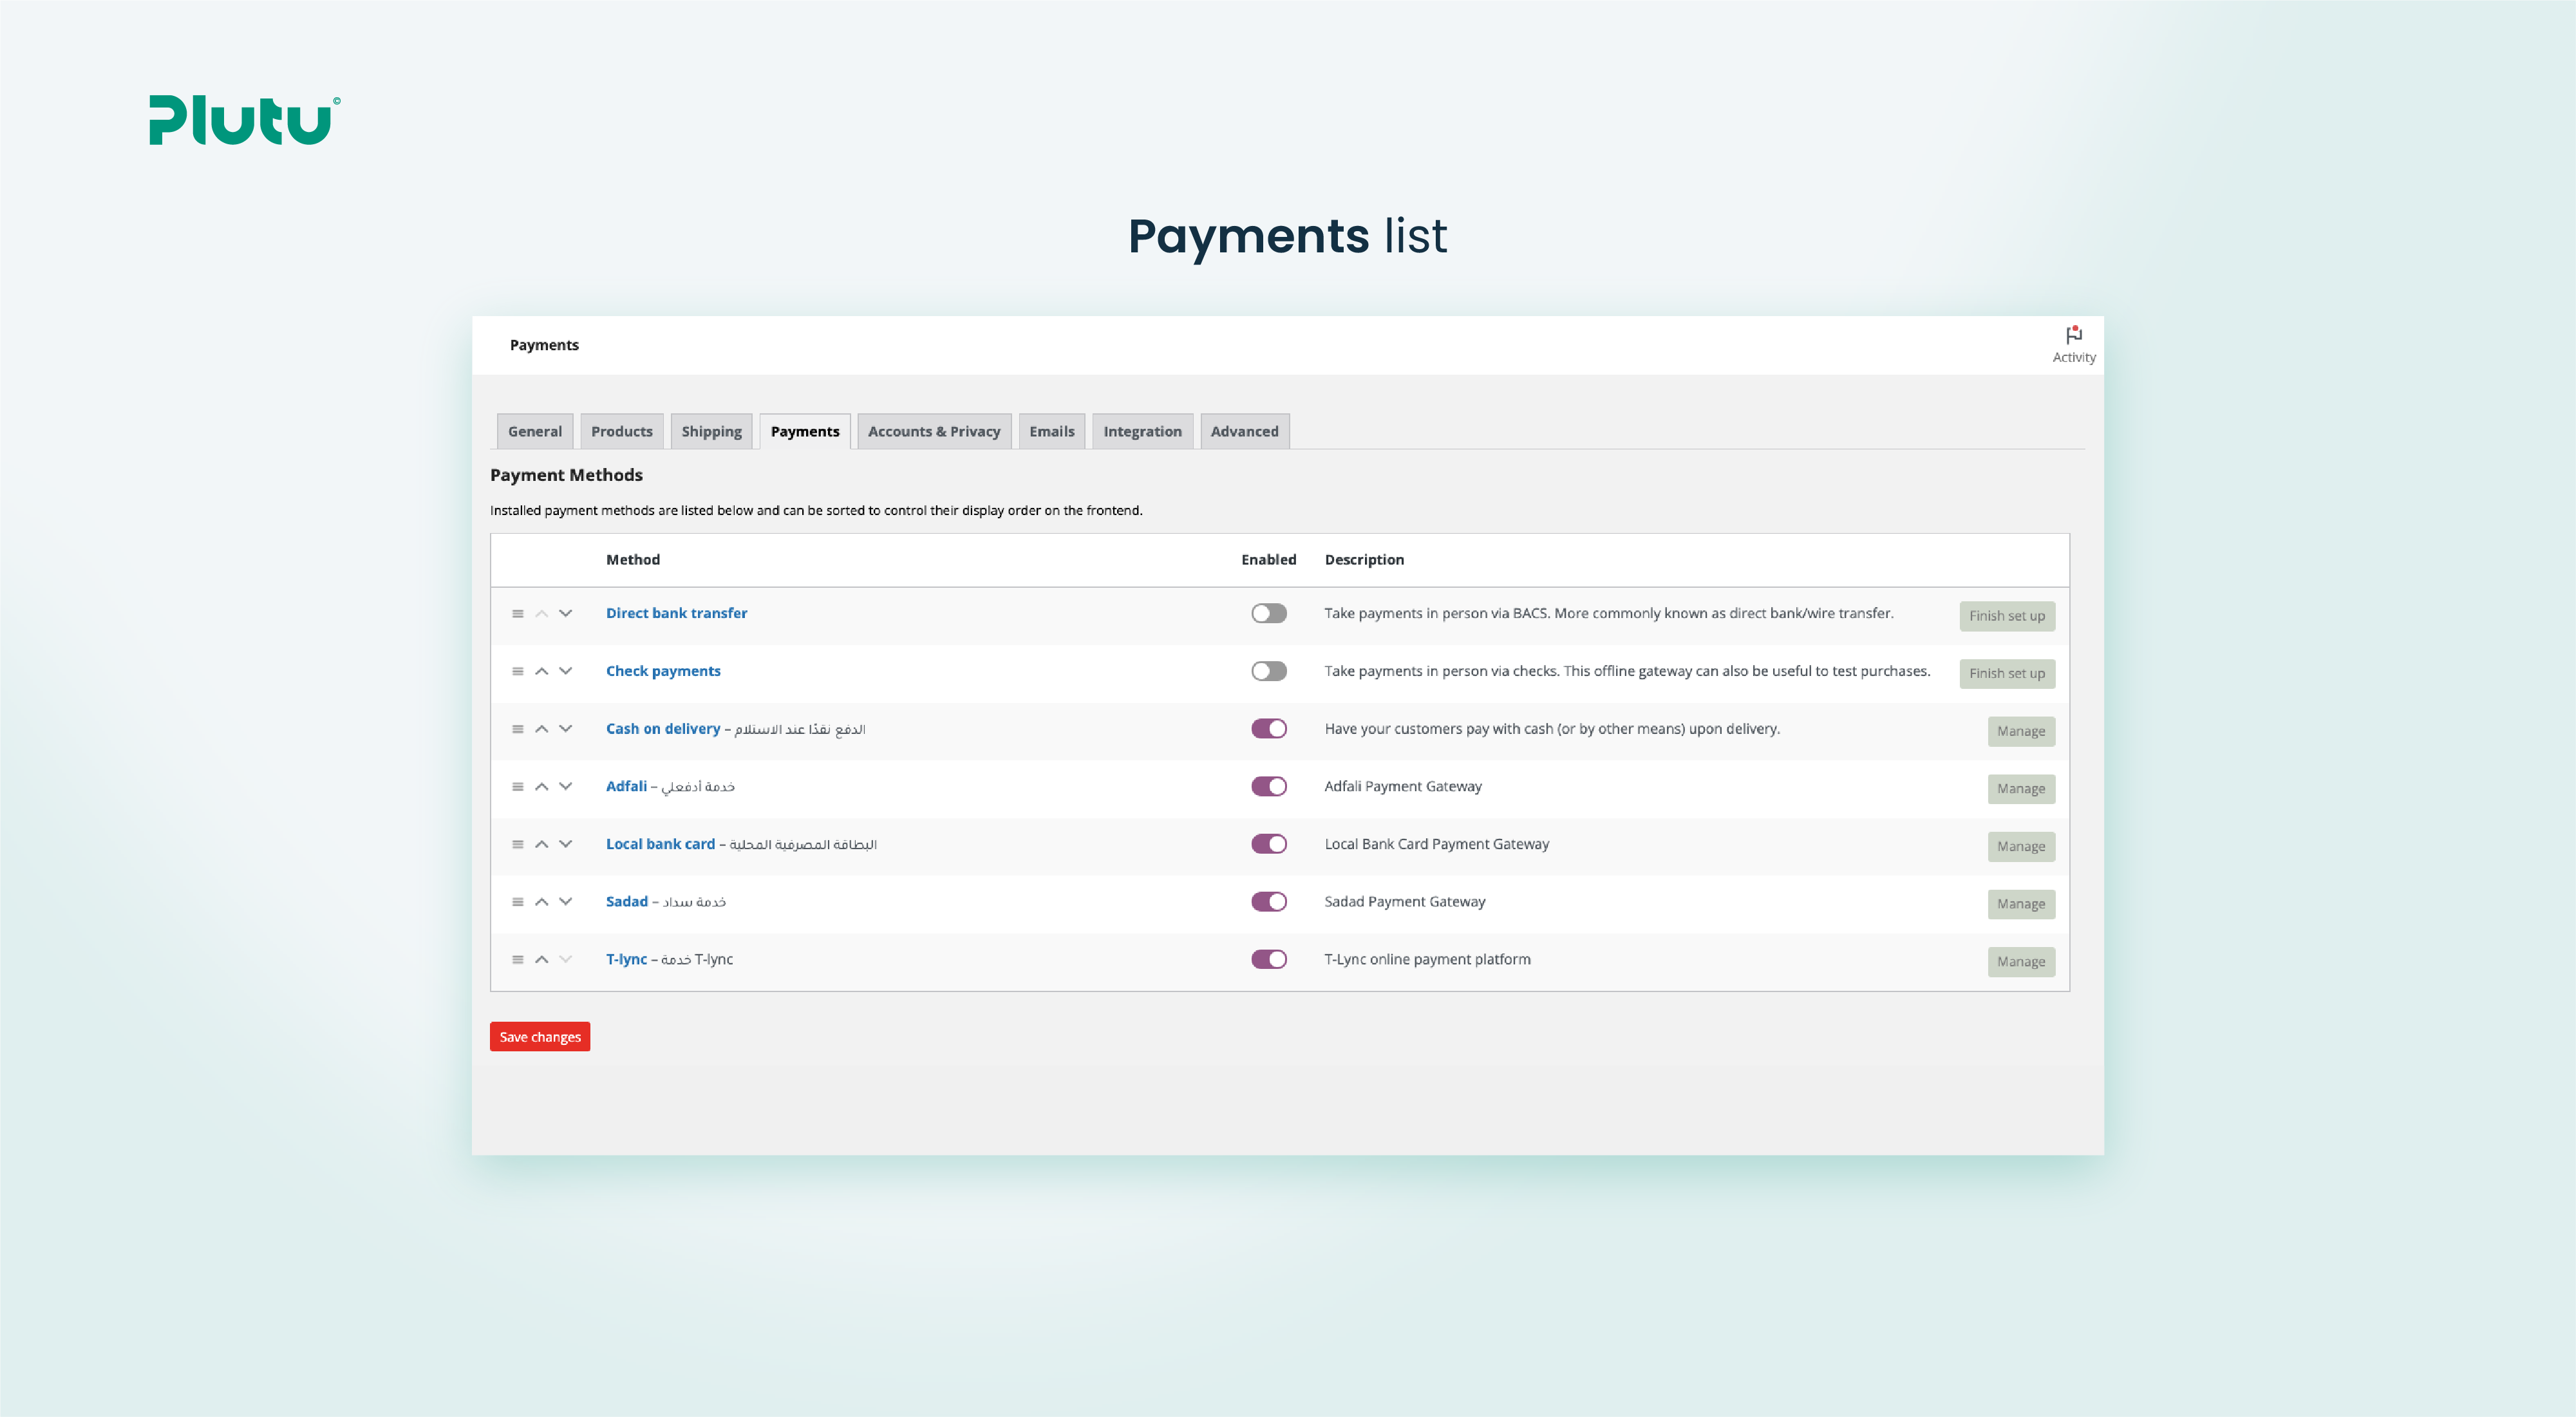 Plutu©
Payments list
Payments
Activity
General Products Shipping Payments Accounts & Privacy Emails Integration Advanced
Payment Methods
Installed payment methods are listed below and can be sorted to control their display order on the frontend.
Method Enabled Description
Direct bank transfer Take payments in person via BACS. More commonly known as direct bank/wire transfer. Finish set up
Check payments Take payments in person via checks. This offline gateway can also be useful to test purchases. Finish set up
Cash on delivery – الدفع نقدًا عند الاستلام Have your customers pay with cash (or by other means) upon delivery. Manage
Adfali – خدمة أدفعلي Adfali Payment Gateway Manage
Local bank card – البطاقة المصرفية المحلية Local Bank Card Payment Gateway Manage
Sadad – خدمة سداد Sadad Payment Gateway Manage
T-lync – خدمة T-lync T-Lync online payment platform Manage
Save changes